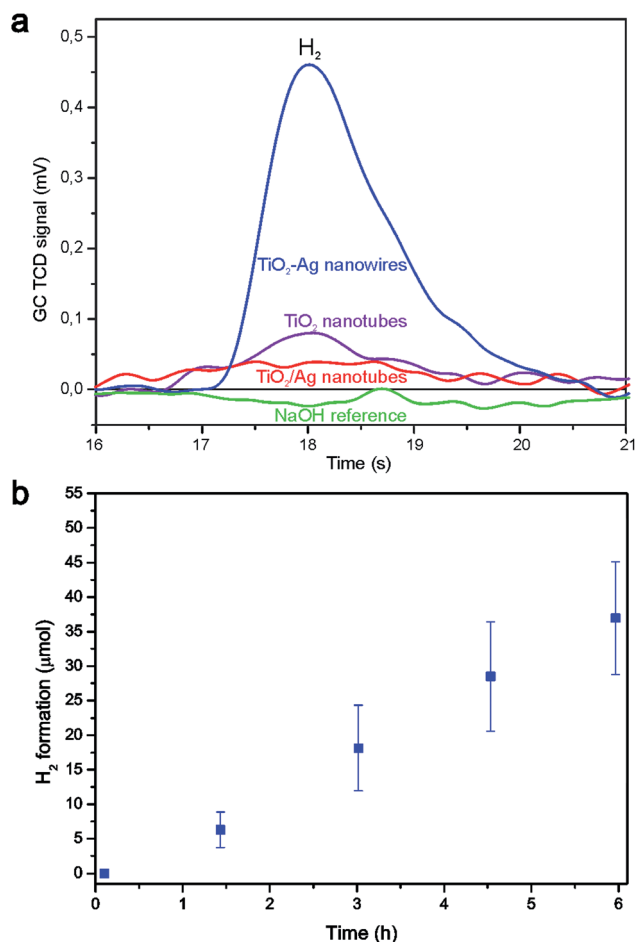 a
0,5
0,4
0,3
0,2
0,1
0,0
GC TCD signal (mV)
H₂
TiO₂-Ag nanowires
TiO₂ nanotubes
TiO₂/Ag nanotubes
NaOH reference
16 17 18 19 20 21
Time (s)
b
55
50
45
40
35
30
25
20
15
10
5
0
H₂ formation (μmol)
0 1 2 3 4 5 6
Time (h)